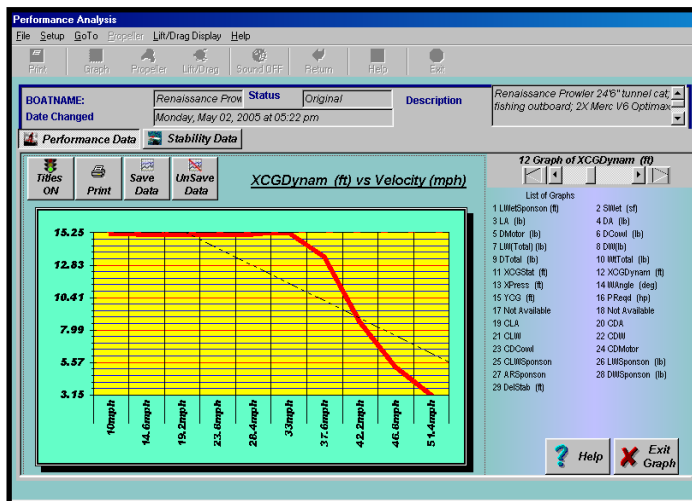 Performance Analysis
File Setup GoTo Propeller Lift/Drag Display Help
Print Graph Propeller Lift/Drag Sound OFF Return Help Exit
BOATNAME: Renaissance Prow Status Original Description Renaissance Prowler 24'6" tunnel cat,
fishing outboard; 2X Merc V6 Optimax
Date Changed Monday, May 02, 2005 at 05:22 pm
Performance Data Stability Data
12 Graph of XCGDynam (ft)
Titles ON Print Save Data UnSave Data
XCGDynam (ft) vs Velocity (mph)
List of Graphs
1 LWetSponson (ft) 2 SWet (sf)
3 LA (lb) 4 DA (lb)
5 DMotor (lb) 6 DCowl (lb)
7 LW(Total) (lb) 8 DW(lb)
9 DTotal (lb) 10 WtTotal (lb)
11 XCGStat (ft) 12 XCGDynam (ft)
13 XPress (ft) 14 WAngle (deg)
15 YCG (ft) 16 PReqd (hp)
17 Not Available 18 Not Available
19 CLA 20 CDA
21 CLW 22 CDW
23 CDCowl 24 CDMotor
25 CLWSponson 26 LWSponson (lb)
27 ARSponson 28 DWSponson (lb)
29 DelStab (ft)
15.25
12.83
10.41
7.99
5.57
3.15
10mph 14.6mph 19.2mph 23.8mph 28.4mph 33mph 37.6mph 42.2mph 46.8mph 51.4mph
Help Exit Graph